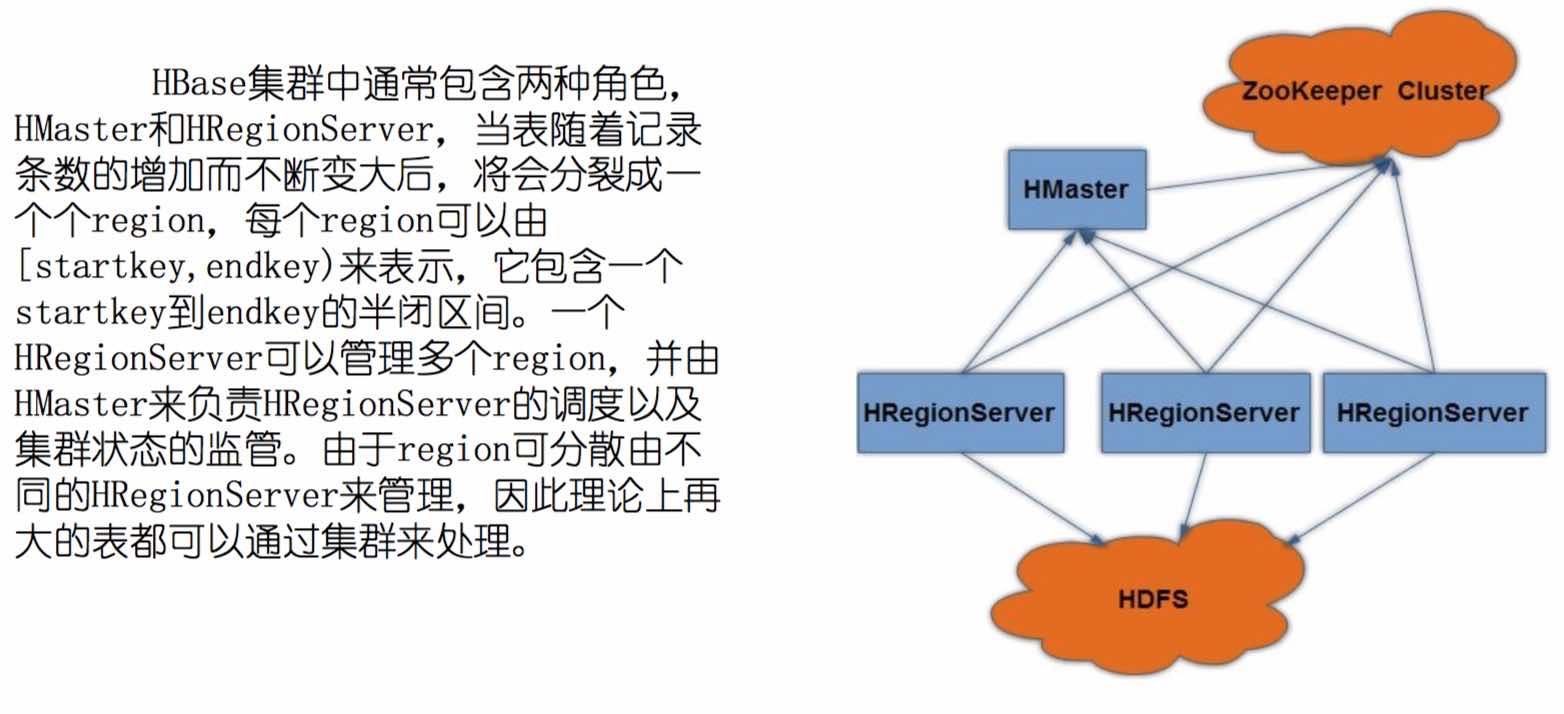 HBase集群中通常包含两种角色，
HMaster和HRegionServer，当表随着记录
条数的增加而不断变大后，将会分裂成一
个个region，每个region可以由
[startkey,endkey)来表示，它包含一个
startkey到endkey的半闭区间。一个
HRegionServer可以管理多个region，并由
HMaster来负责HRegionServer的调度以及
集群状态的监管。由于region可分散由不
同的HRegionServer来管理，因此理论上再
大的表都可以通过集群来处理。
ZooKeeper Cluster
HMaster
HRegionServer
HRegionServer
HRegionServer
HDFS